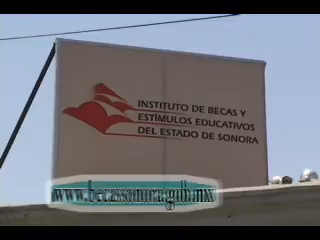 INSTITUTO DE BECAS Y
ESTÍMULOS EDUCATIVOS
DEL ESTADO DE SONORA
www.becassonora.gob.mx